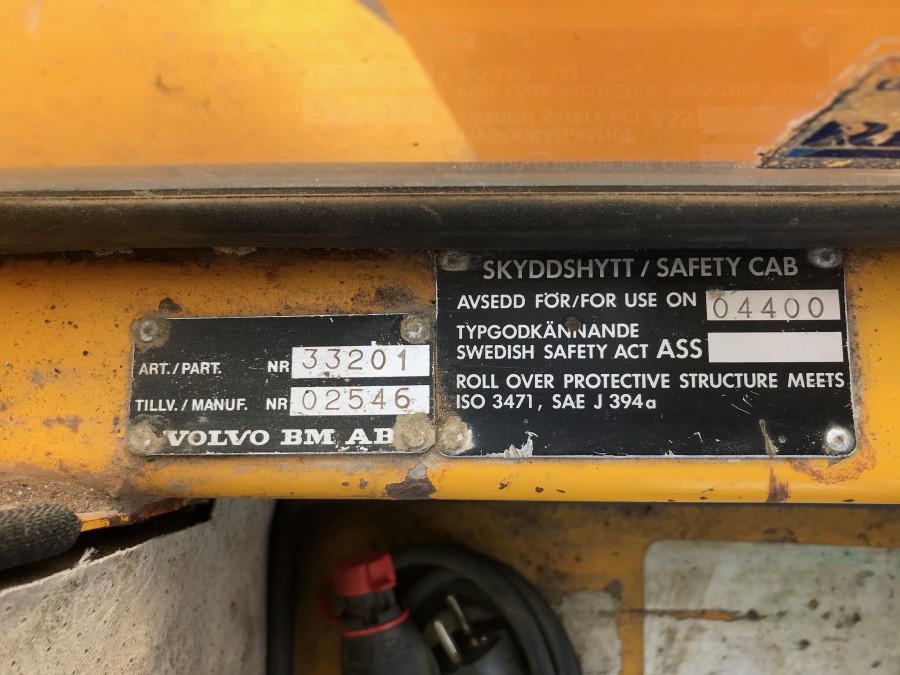 ART./PART. NR 33201
TILLV./MANUF. NR 02546
VOLVO BM AB
SKYDDSHYTT / SAFETY CAB
AVSEDD FÖR/FOR USE ON 04400
TYPGODKÄNNANDE
SWEDISH SAFETY ACT ASS
ROLL OVER PROTECTIVE STRUCTURE MEETS
ISO 3471, SAE J 394a